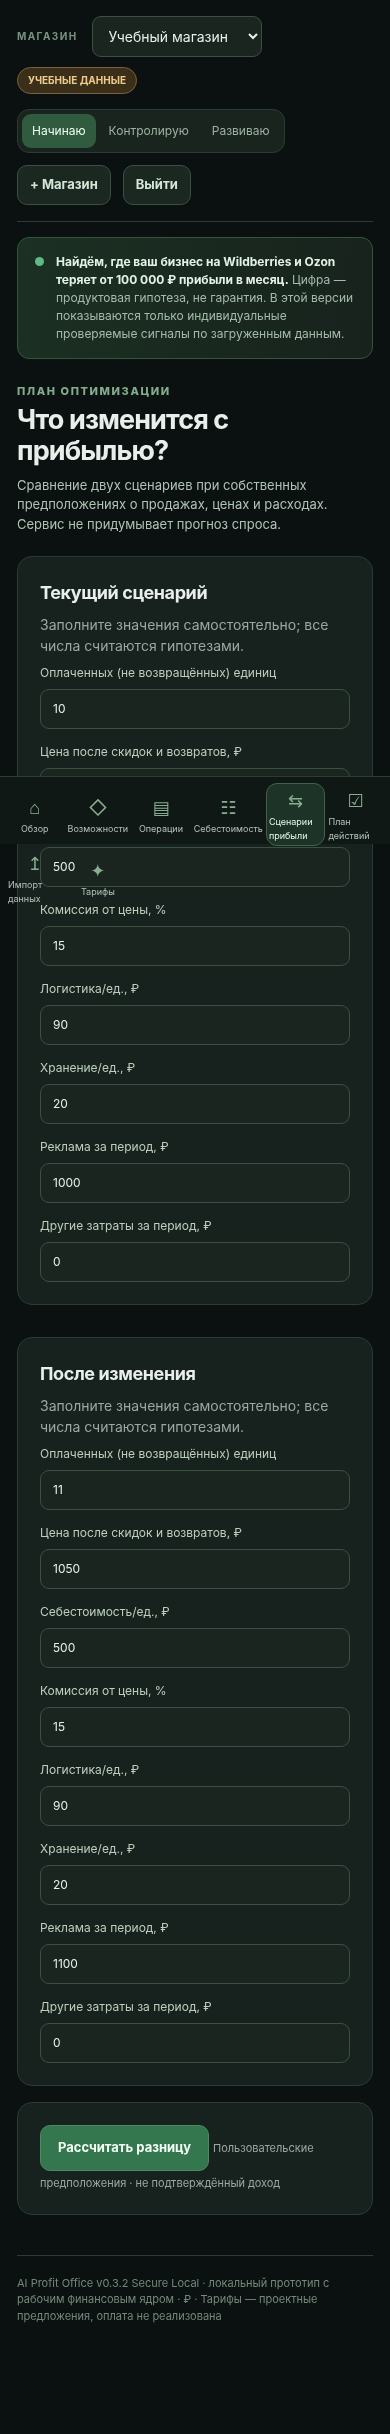 МАГАЗИН
Учебный магазин
УЧЕБНЫЕ ДАННЫЕ
Начинаю
Контролирую
Развиваю
+ Магазин
Выйти
Найдём, где ваш бизнес на Wildberries и Ozon
теряет от 100 000 ₽ прибыли в месяц. Цифра —
продуктовая гипотеза, не гарантия. В этой версии
показываются только индивидуальные
проверяемые сигналы по загруженным данным.
ПЛАН ОПТИМИЗАЦИИ
Что изменится с
прибылью?
Сравнение двух сценариев при собственных
предположениях о продажах, ценах и расходах.
Сервис не придумывает прогноз спроса.
Текущий сценарий
Заполните значения самостоятельно; все
числа считаются гипотезами.
Оплаченных (не возвращённых) единиц
10
Цена после скидок и возвратов, ₽
Обзор
Возможности
Операции
Себестоимость
Сценарии
прибыли
План
действий
Импорт
данных
Тарифы
500
Комиссия от цены, %
15
Логистика/ед., ₽
90
Хранение/ед., ₽
20
Реклама за период, ₽
1000
Другие затраты за период, ₽
0
После изменения
Заполните значения самостоятельно; все
числа считаются гипотезами.
Оплаченных (не возвращённых) единиц
11
Цена после скидок и возвратов, ₽
1050
Себестоимость/ед., ₽
500
Комиссия от цены, %
15
Логистика/ед., ₽
90
Хранение/ед., ₽
20
Реклама за период, ₽
1100
Другие затраты за период, ₽
0
Рассчитать разницу
Пользовательские
предположения · не подтверждённый доход
AI Profit Office v0.3.2 Secure Local · локальный прототип с
рабочим финансовым ядром · ₽ · Тарифы — проектные
предложения, оплата не реализована